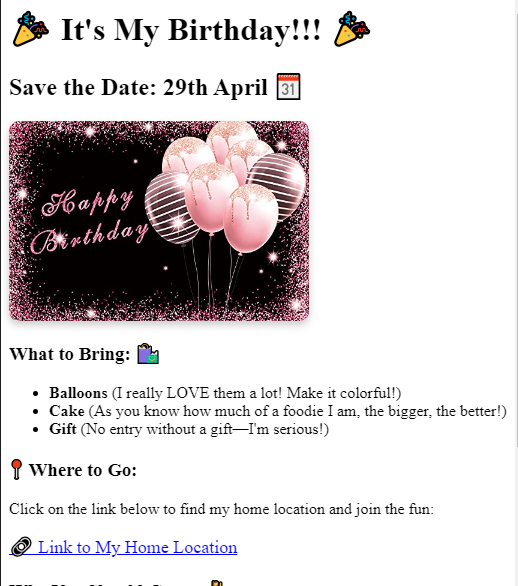 🎉 It's My Birthday!!! 🎉
Save the Date: 29th April 📅
Happy
Birthday
What to Bring: 🛍️
• Balloons (I really LOVE them a lot! Make it colorful!)
• Cake (As you know how much of a foodie I am, the bigger, the better!)
• Gift (No entry without a gift—I'm serious!)
📍 Where to Go:
Click on the link below to find my home location and join the fun:
🔗 Link to My Home Location